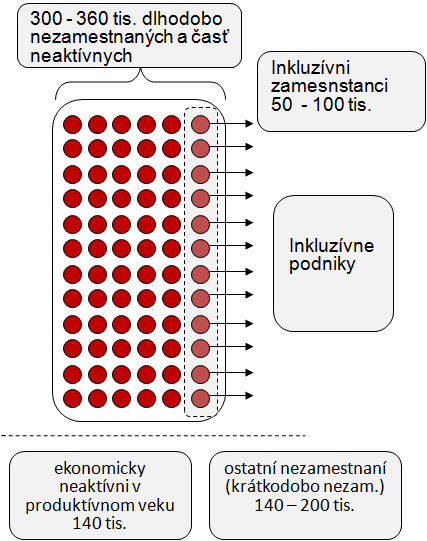 300 - 360 tis. dlhodobo
nezamestnaných a časť
neaktívnych
Inkluzívni
zamesnstanci
50 - 100 tis.
Inkluzívne
podniky
ekonomicky
neaktívni v
produktívnom veku
140 tis.
ostatní nezamestnaní
(krátkodobo nezam.)
140 – 200 tis.